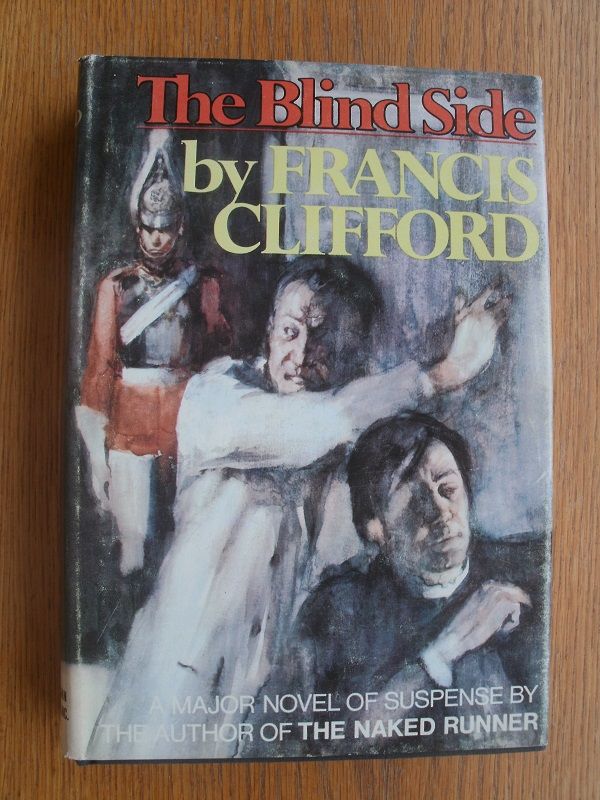 The Blind Side
by FRANCIS
CLIFFORD
A MAJOR NOVEL OF SUSPENSE BY
THE AUTHOR OF THE NAKED RUNNER